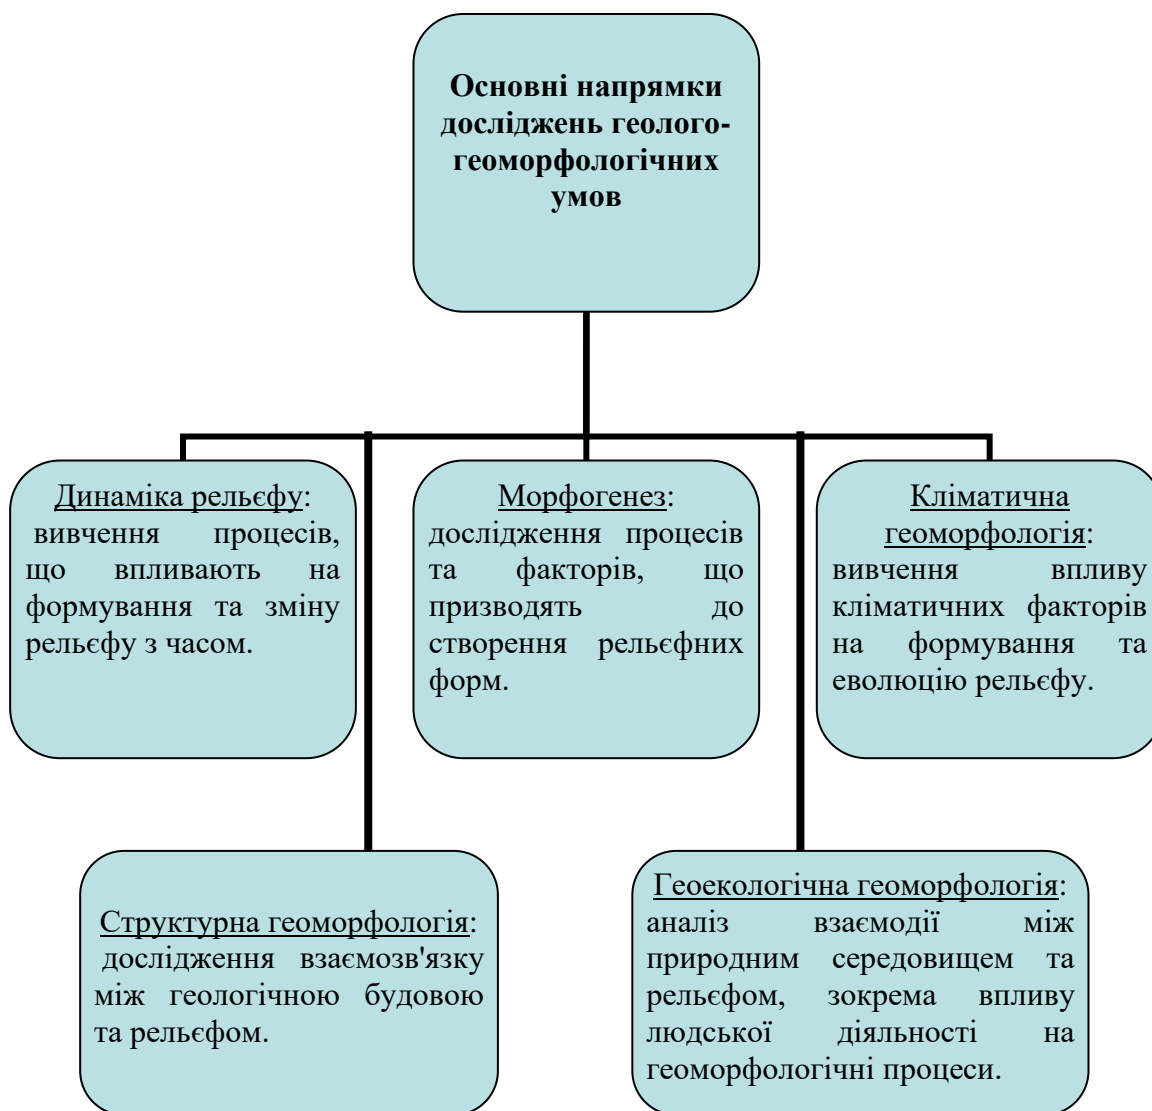 Основні напрямки
досліджень геолого-
геоморфологічних
умов
Динаміка рельєфу:
вивчення процесів,
що впливають на
формування та зміну
рельєфу з часом.
Морфогенез:
дослідження процесів
та факторів, що
призводять до
створення рельєфних
форм.
Кліматична
геоморфологія:
вивчення впливу
кліматичних факторів
на формування та
еволюцію рельєфу.
Структурна геоморфологія:
дослідження взаємозв'язку
між геологічною будовою
та рельєфом.
Геоекологічна геоморфологія:
аналіз взаємодії між
природним середовищем та
рельєфом, зокрема впливу
людської діяльності на
геоморфологічні процеси.